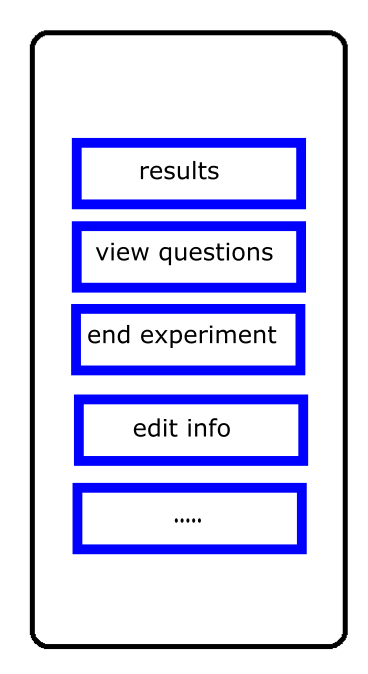 results
view questions
end experiment
edit info
.....